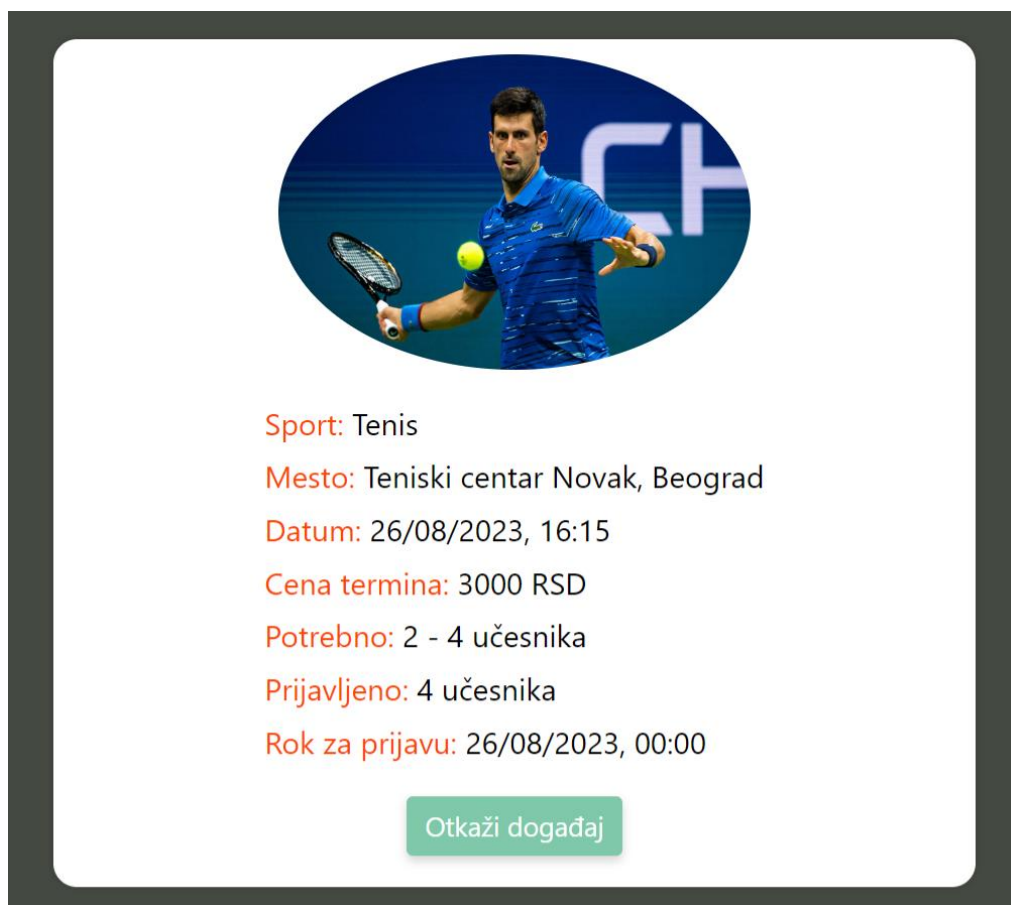 CH
Sport: Tenis
Mesto: Teniski centar Novak, Beograd
Datum: 26/08/2023, 16:15
Cena termina: 3000 RSD
Potrebno: 2 - 4 učesnika
Prijavljeno: 4 učesnika
Rok za prijavu: 26/08/2023, 00:00
Otkaži događaj